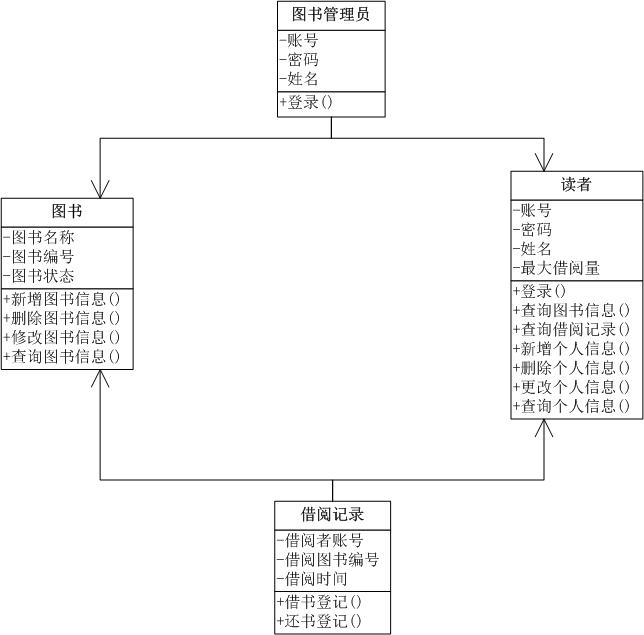 图书管理员
-账号
-密码
-姓名
+登录()
图书
-图书名称
-图书编号
-图书状态
+新增图书信息()
+删除图书信息()
+修改图书信息()
+查询图书信息()
读者
-账号
-密码
-姓名
-最大借阅量
+登录()
+查询图书信息()
+查询借阅记录()
+新增个人信息()
+删除个人信息()
+更改个人信息()
+查询个人信息()
借阅记录
-借阅者账号
-借阅图书编号
-借阅时间
+借书登记()
+还书登记()